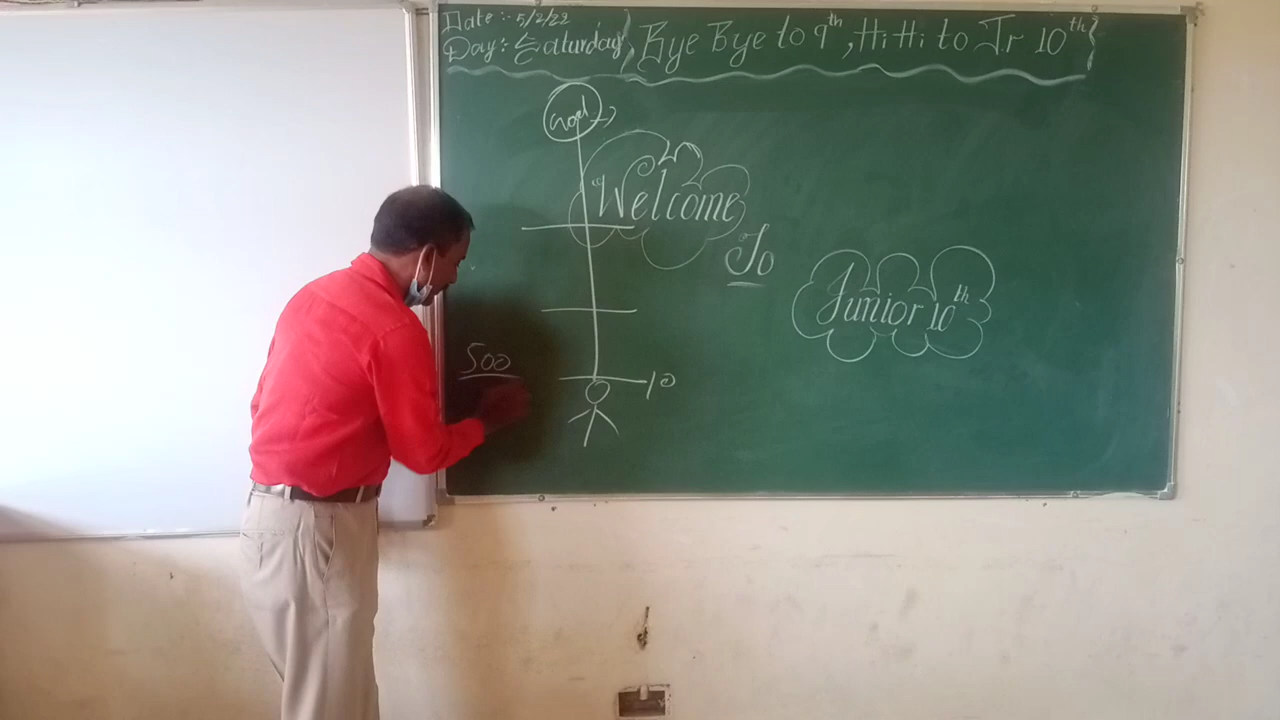 Date :- 5/2/22
Day :- Saturday } Bye Bye to 9th, Hi Hi to Jr 10th }
Goal
Welcome
To
Junior 10th
500
10